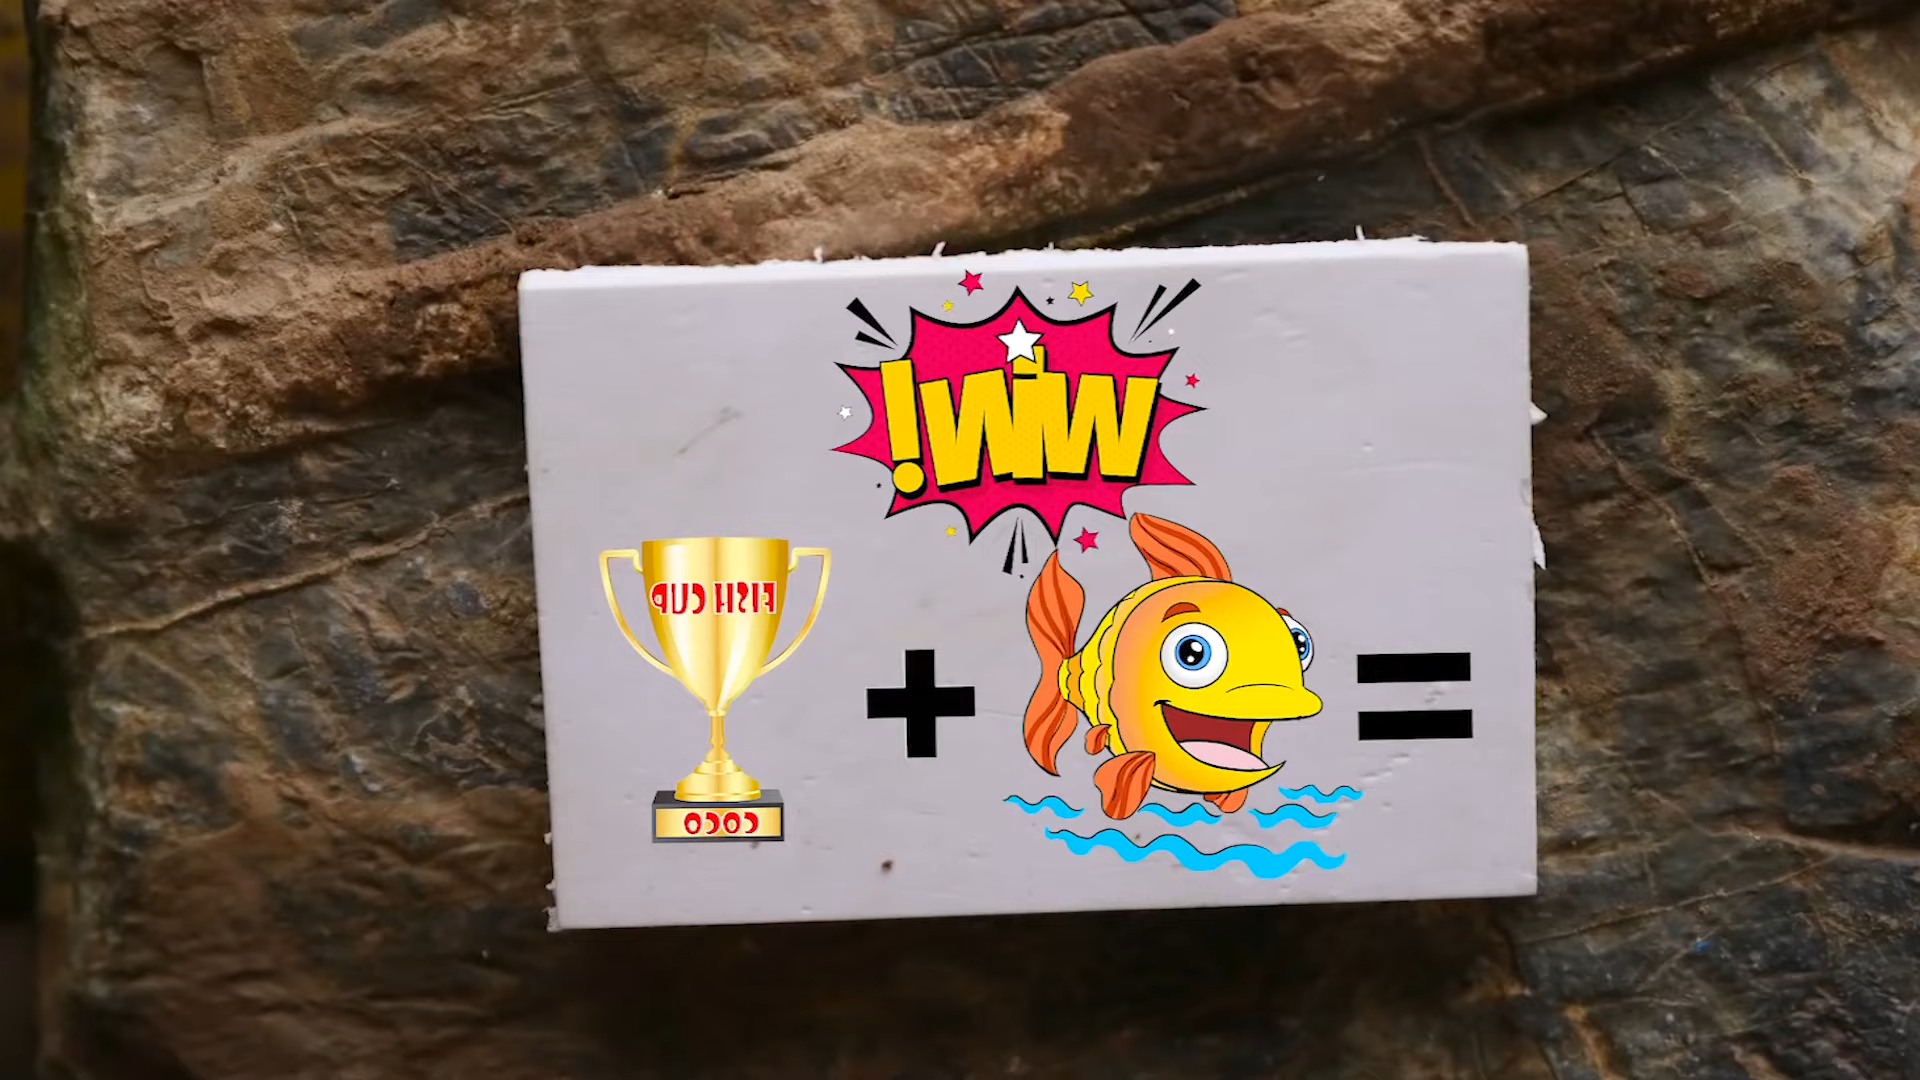 WiN!
FISH CUP
+
=
COCO